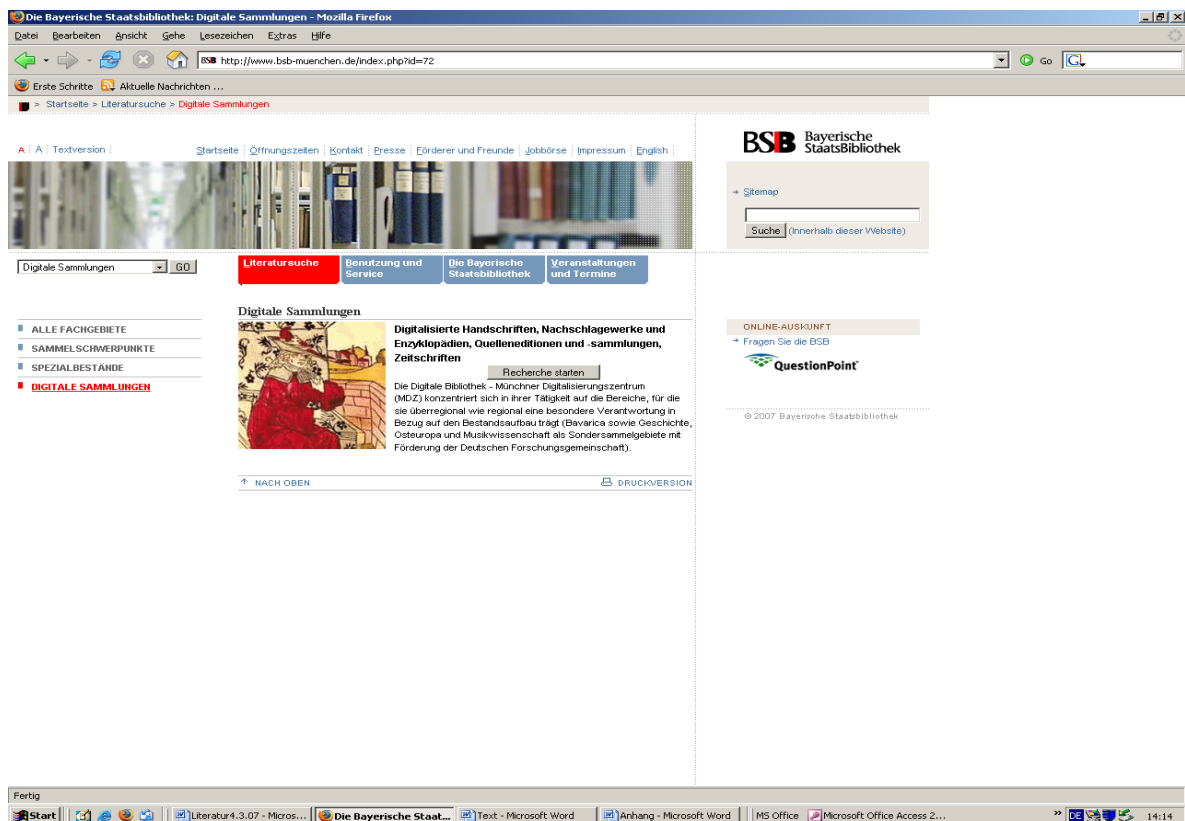 Die Bayerische Staatsbibliothek: Digitale Sammlungen - Mozilla Firefox
Datei Bearbeiten Ansicht Gehe Lesezeichen Extras Hilfe
BSB http://www.bsb-muenchen.de/index.php?id=72
Go
G
Erste Schritte Aktuelle Nachrichten ...
> Startseite > Literatursuche > Digitale Sammlungen
BSB Bayerische
StaatsBibliothek
A A Textversion
Startseite Öffnungszeiten Kontakt Presse Förderer und Freunde Jobbörse Impressum English
Sitemap
Suche (Innerhalb dieser Website)
Digitale Sammlungen GO
Literatursuche
Benutzung und
Service
Die Bayerische
Staatsbibliothek
Veranstaltungen
und Termine
ALLE FACHGEBIETE
SAMMELSCHWERPUNKTE
SPEZIALBESTÄNDE
DIGITALE SAMMLUNGEN
Digitale Sammlungen
Digitalisierte Handschriften, Nachschlagewerke und
Enzyklopädien, Quelleneditionen und -sammlungen,
Zeitschriften
Recherche starten
Die Digitale Bibliothek - Münchner Digitalisierungszentrum
(MDZ) konzentriert sich in ihrer Tätigkeit auf die Bereiche, für die
sie überregional wie regional eine besondere Verantwortung in
Bezug auf den Bestandsaufbau trägt (Bavarica sowie Geschichte,
Osteuropa und Musikwissenschaft als Sondersammelgebiete mit
Förderung der Deutschen Forschungsgemeinschaft).
NACH OBEN
DRUCKVERSION
ONLINE-AUSKUNFT
Fragen Sie die BSB
QuestionPoint
© 2007 Bayerische Staatsbibliothek
Fertig
Start Literatur4.3.07 - Micros... Die Bayerische Staat... Text - Microsoft Word Anhang - Microsoft Word MS Office Microsoft Office Access 2... » DE 14:14